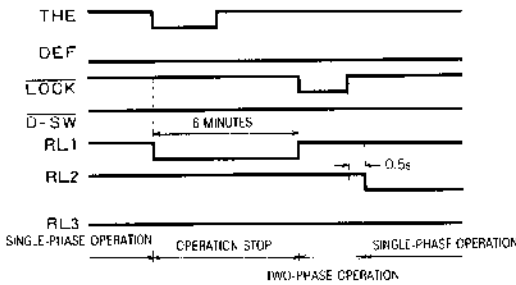 THE
DEF
LOCK
D-SW
6 MINUTES
RL1
0.5s
RL2
RL3
SINGLE-PHASE OPERATION
OPERATION STOP
SINGLE-PHASE OPERATION
TWO-PHASE OPERATION